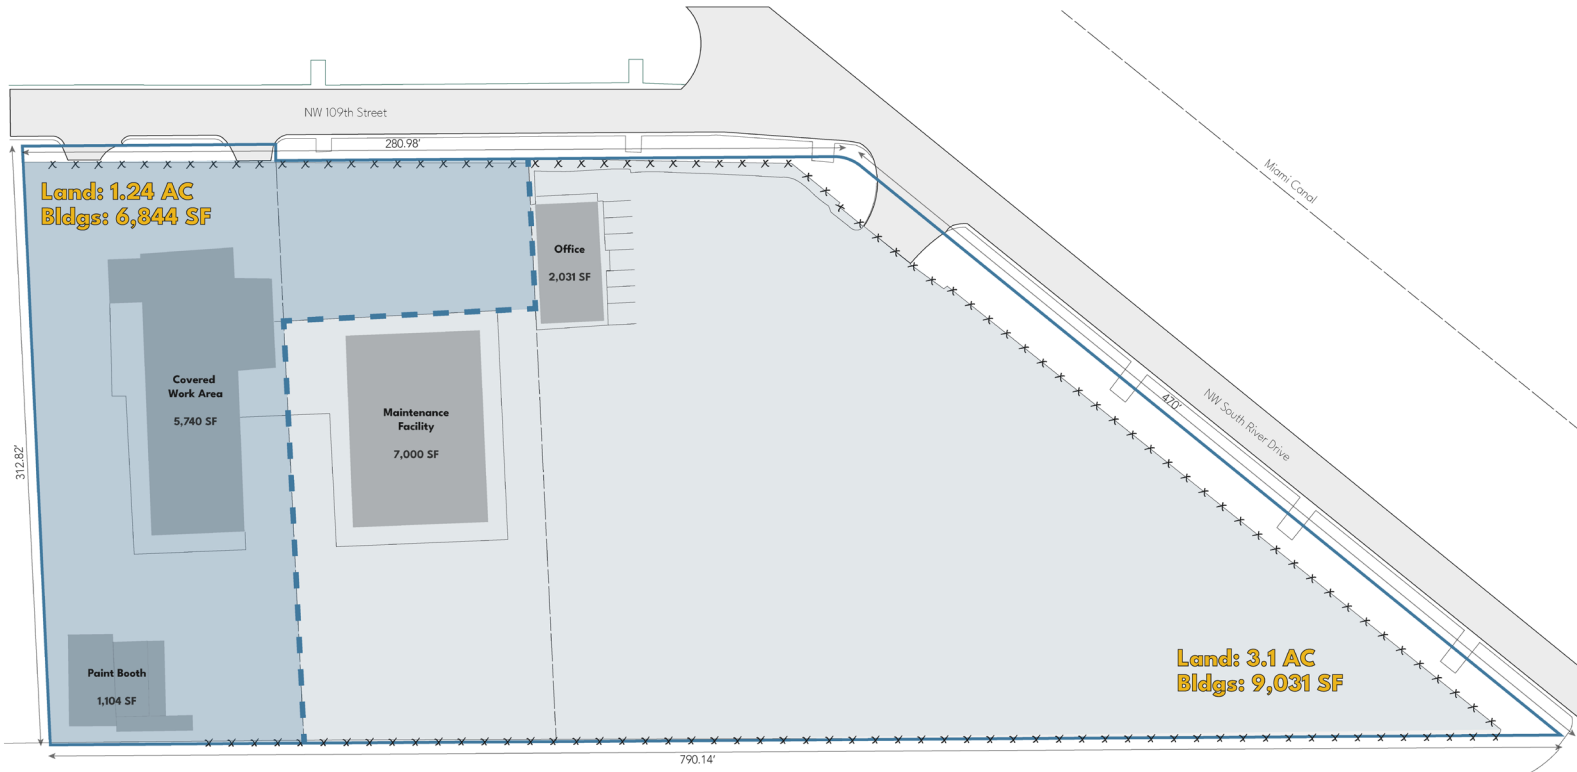 NW 109th Street
280.98'
Land: 1.24 AC
Bldgs: 6,844 SF
Miami Canal
Office
2,031 SF
Covered
Work Area
5,740 SF
Maintenance
Facility
7,000 SF
470'
NW South River Drive
312.82'
Paint Booth
1,104 SF
Land: 3.1 AC
Bldgs: 9,031 SF
790.14'